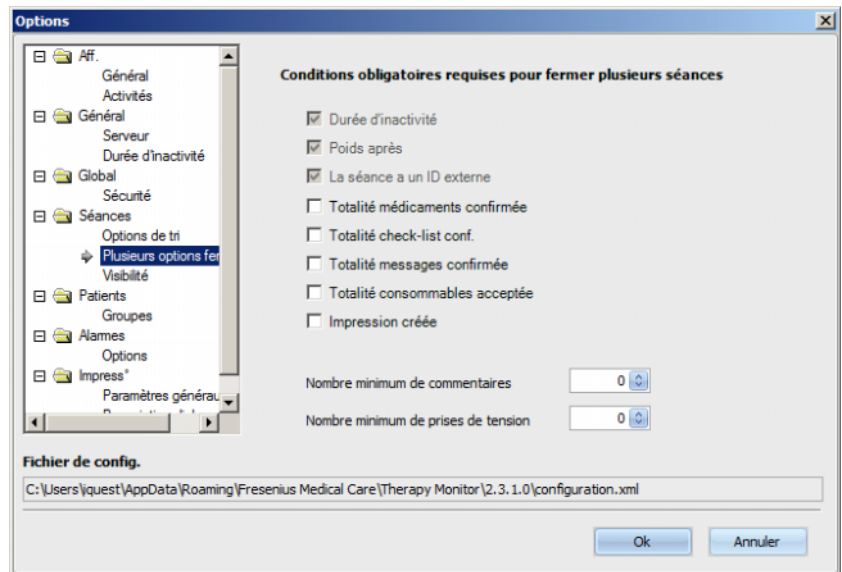 Options
Aff.
Général
Activités
Général
Serveur
Durée d'inactivité
Global
Sécurité
Séances
Options de tri
Plusieurs options fer
Visibilité
Patients
Groupes
Alarmes
Options
Impress°
Paramètres générau
Conditions obligatoires requises pour fermer plusieurs séances
Durée d'inactivité
Poids après
La séance a un ID externe
Totalité médicaments confirmée
Totalité check-list conf.
Totalité messages confirmée
Totalité consommables acceptée
Impression créée
Nombre minimum de commentaires 0
Nombre minimum de prises de tension 0
Fichier de config.
C:\Users\iquest\AppData\Roaming\Fresenius Medical Care\Therapy Monitor\2.3.1.0\configuration.xml
Ok Annuler